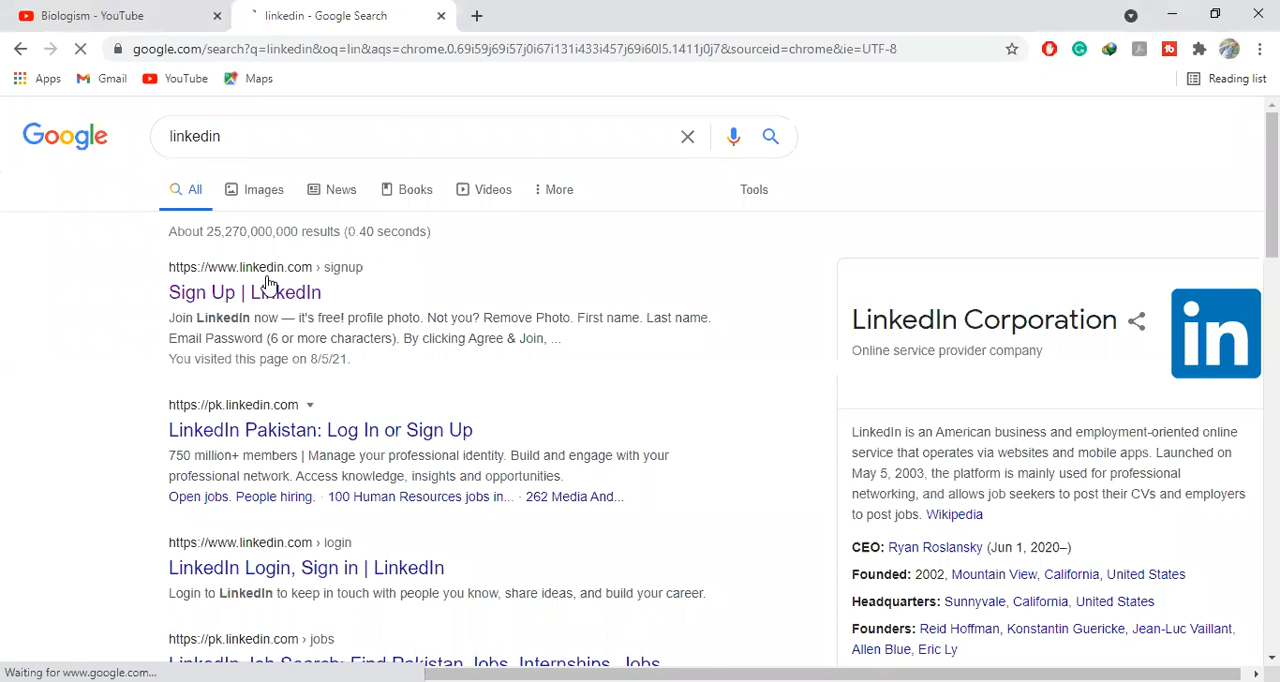 Biologism - YouTube
linkedin - Google Search
google.com/search?q=linkedin&oq=lin&aqs=chrome.0.69i59j69i57j0i67i131i433i457j69i60l5.1411j0j7&sourceid=chrome&ie=UTF-8
Apps Gmail YouTube Maps Reading list
Google
linkedin
All Images News Books Videos More Tools
About 25,270,000,000 results (0.40 seconds)
https://www.linkedin.com › signup
Sign Up | LinkedIn
Join LinkedIn now — it's free! profile photo. Not you? Remove Photo. First name. Last name.
Email Password (6 or more characters). By clicking Agree & Join, ...
You visited this page on 8/5/21.
https://pk.linkedin.com
LinkedIn Pakistan: Log In or Sign Up
750 million+ members | Manage your professional identity. Build and engage with your
professional network. Access knowledge, insights and opportunities.
Open jobs. People hiring. · 100 Human Resources jobs in... · 262 Media And...
https://www.linkedin.com › login
LinkedIn Login, Sign in | LinkedIn
Login to LinkedIn to keep in touch with people you know, share ideas, and build your career.
https://pk.linkedin.com › jobs
LinkedIn Job Search: Find Pakistan Jobs, Internships, Jobs
LinkedIn Corporation
Online service provider company
in
LinkedIn is an American business and employment-oriented online
service that operates via websites and mobile apps. Launched on
May 5, 2003, the platform is mainly used for professional
networking, and allows job seekers to post their CVs and employers
to post jobs. Wikipedia
CEO: Ryan Roslansky (Jun 1, 2020–)
Founded: 2002, Mountain View, California, United States
Headquarters: Sunnyvale, California, United States
Founders: Reid Hoffman, Konstantin Guericke, Jean-Luc Vaillant,
Allen Blue, Eric Ly
Waiting for www.google.com...